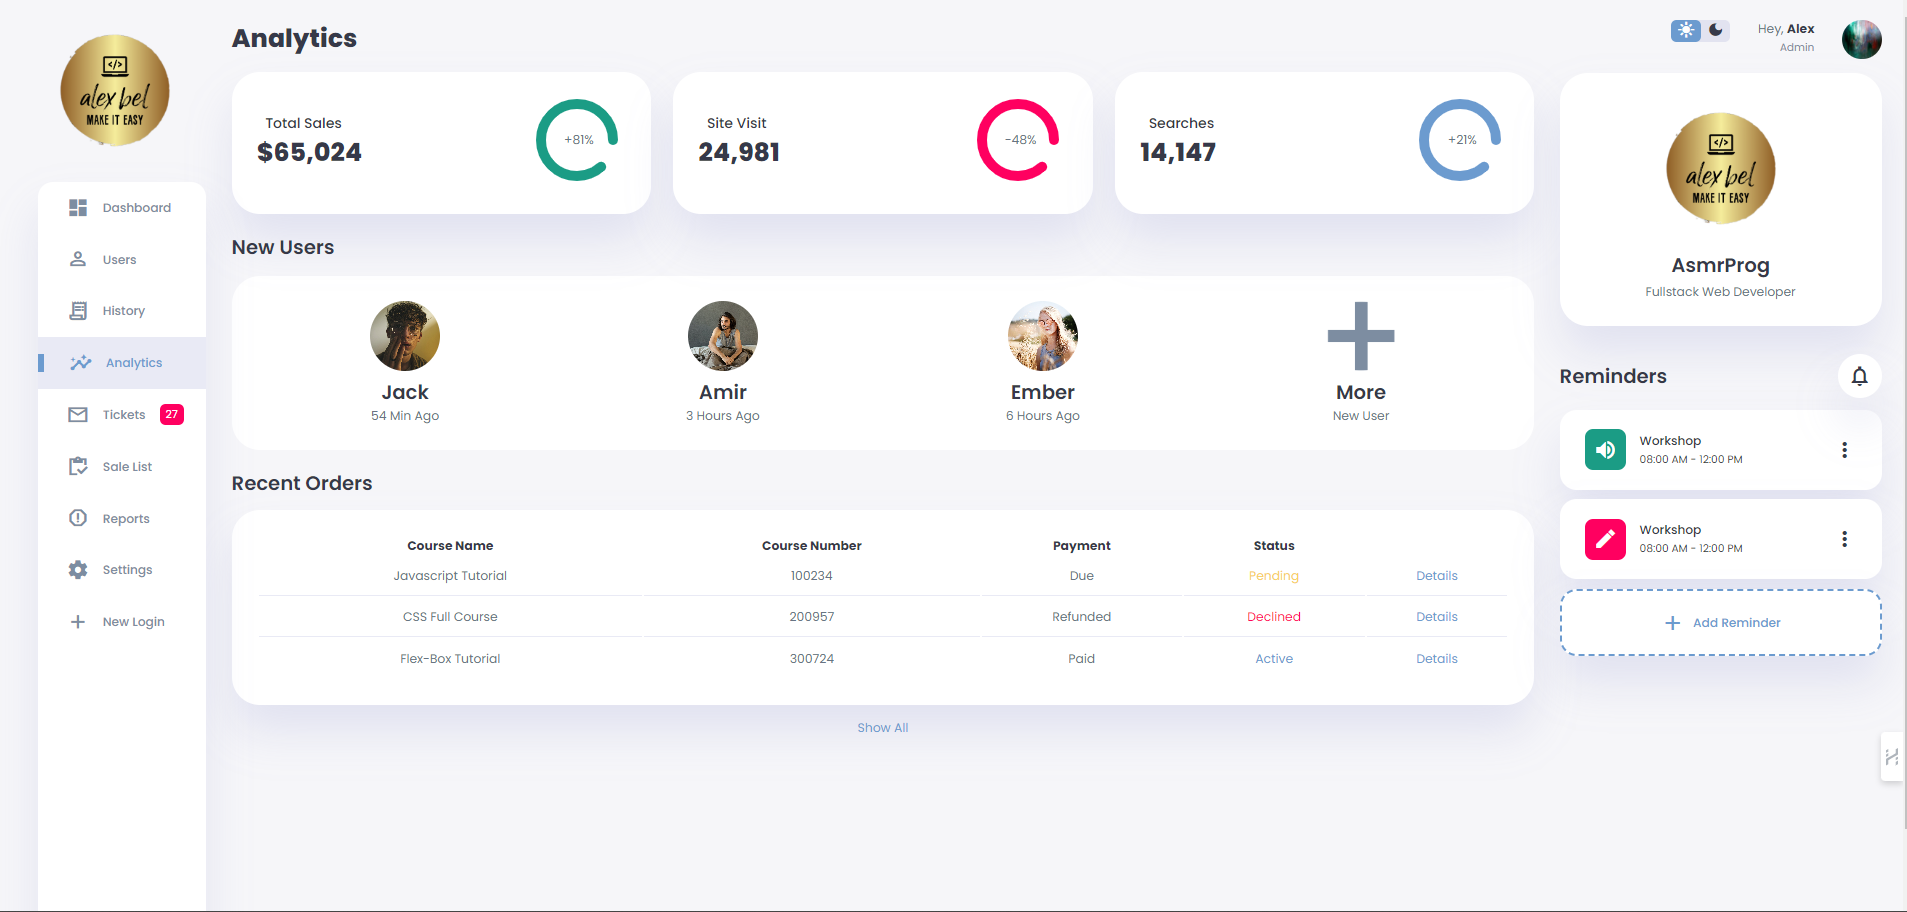 </>
alex bel
MAKE IT EASY
Dashboard
Users
History
Analytics
Tickets 27
Sale List
Reports
Settings
New Login
Analytics
Total Sales
$65,024
+81%
Site Visit
24,981
-48%
Searches
14,147
+21%
New Users
Jack
54 Min Ago
Amir
3 Hours Ago
Ember
6 Hours Ago
More
New User
Recent Orders
Course Name Course Number Payment Status
Javascript Tutorial 100234 Due Pending Details
CSS Full Course 200957 Refunded Declined Details
Flex-Box Tutorial 300724 Paid Active Details
Show All
Hey, Alex
Admin
</>
alex bel
MAKE IT EASY
AsmrProg
Fullstack Web Developer
Reminders
Workshop
08:00 AM - 12:00 PM
Workshop
08:00 AM - 12:00 PM
Add Reminder